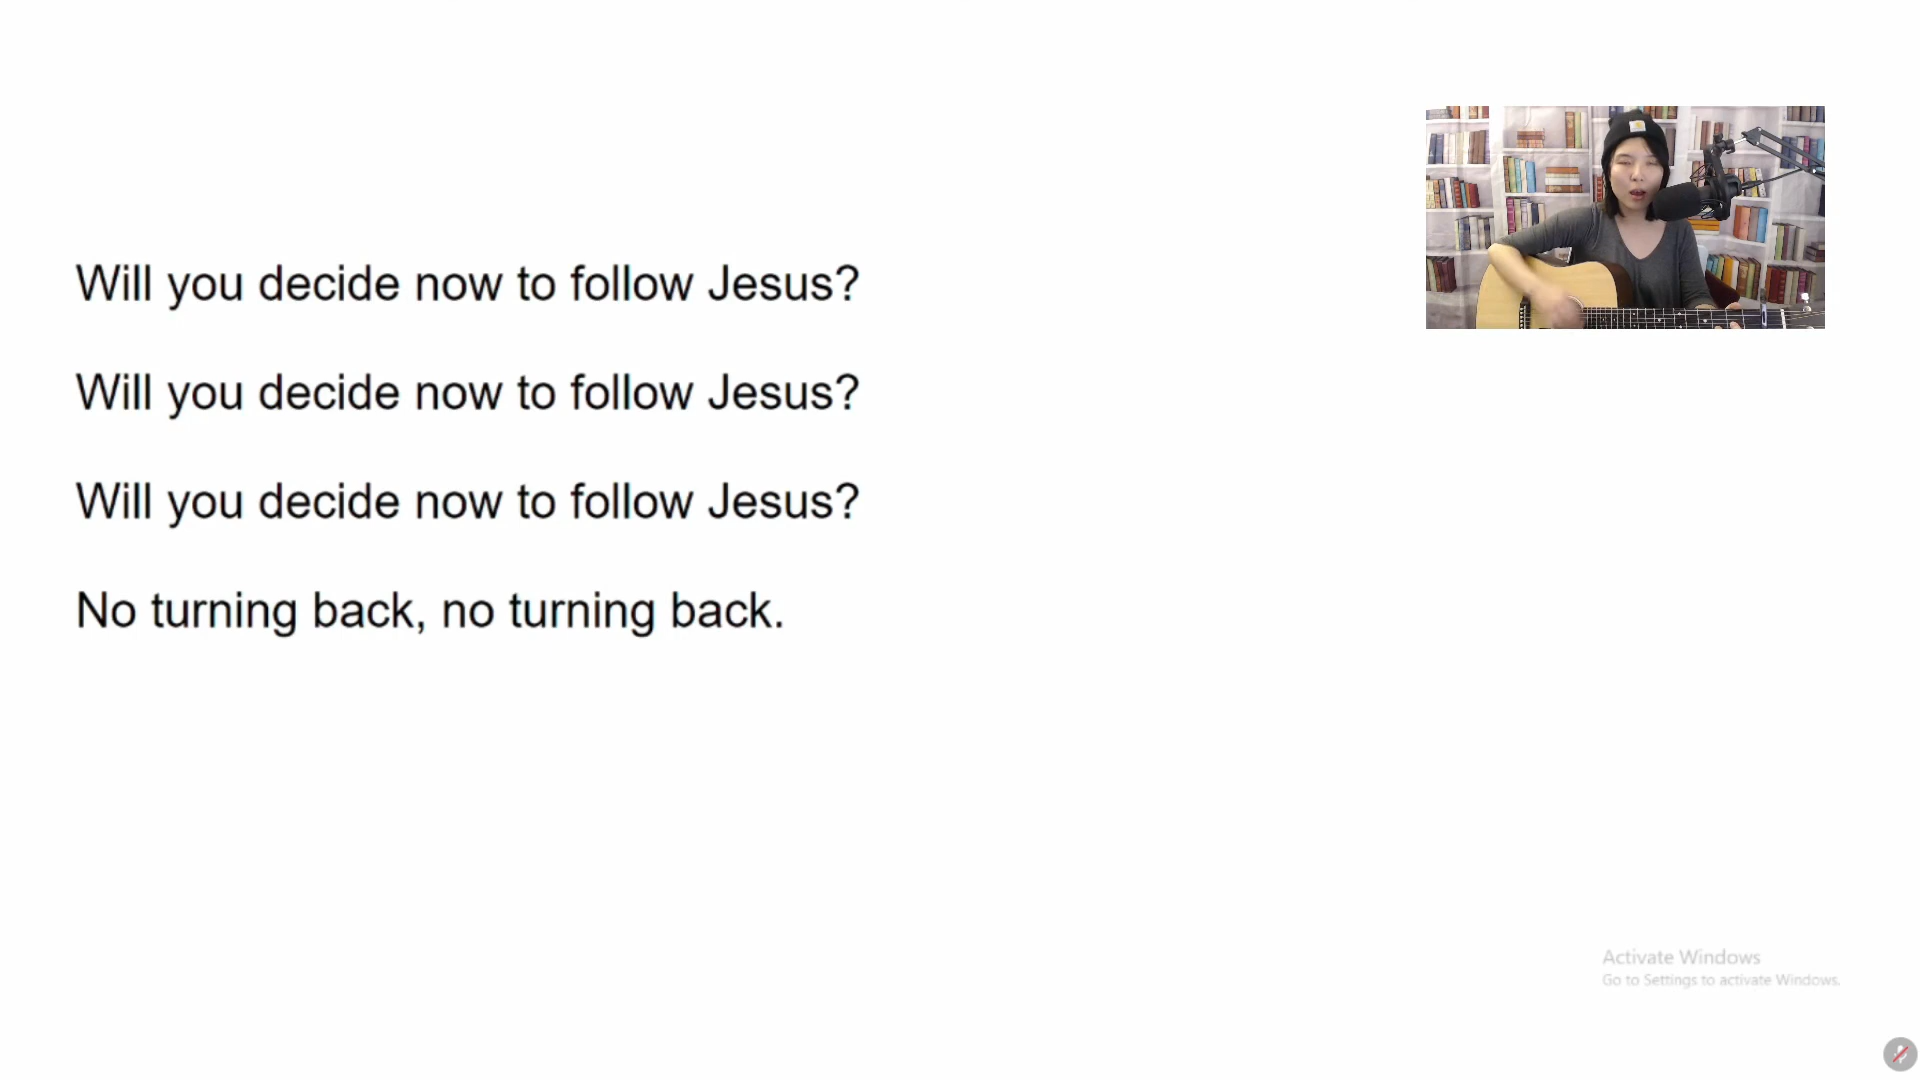 Will you decide now to follow Jesus?
Will you decide now to follow Jesus?
Will you decide now to follow Jesus?
No turning back, no turning back.
Activate Windows
Go to Settings to activate Windows.